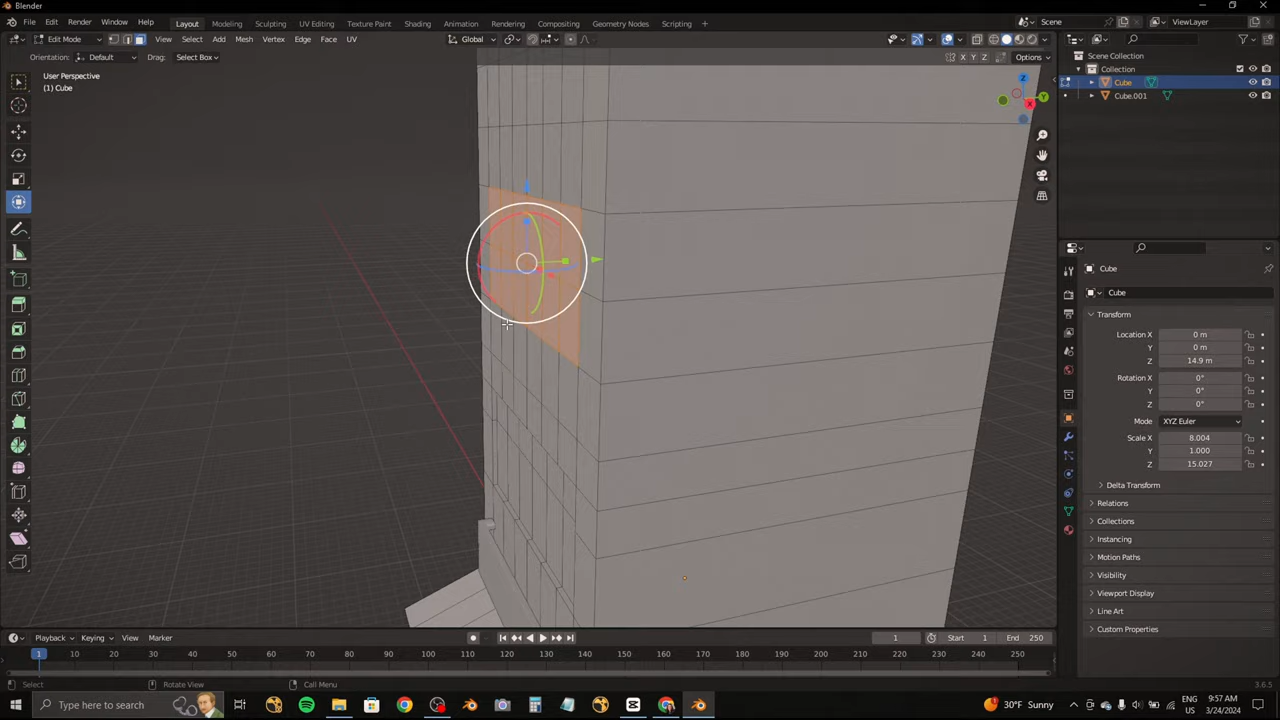 Blender
File Edit Render Window Help Layout Modeling Sculpting UV Editing Texture Paint Shading Animation Rendering Compositing Geometry Nodes Scripting + Scene ViewLayer
Edit Mode View Select Add Mesh Vertex Edge Face UV Global
Orientation: Default Drag: Select Box X Y Z Options
User Perspective
(1) Cube
Z
Y
X
Scene Collection
Collection
Cube
Cube.001
Cube
Cube
Transform
Location X 0 m
Y 0 m
Z 14.9 m
Rotation X 0°
Y 0°
Z 0°
Mode XYZ Euler
Scale X 8.004
Y 1.000
Z 15.027
Delta Transform
Relations
Collections
Instancing
Motion Paths
Visibility
Viewport Display
Line Art
Custom Properties
Playback Keying View Marker 1 Start 1 End 250
1 10 20 30 40 50 60 70 80 90 100 110 120 130 140 150 160 170 180 190 200 210 220 230 240 250
Select Rotate View Call Menu 3.6.5
Type here to search 30°F Sunny ENG US 9:57 AM 3/24/2024